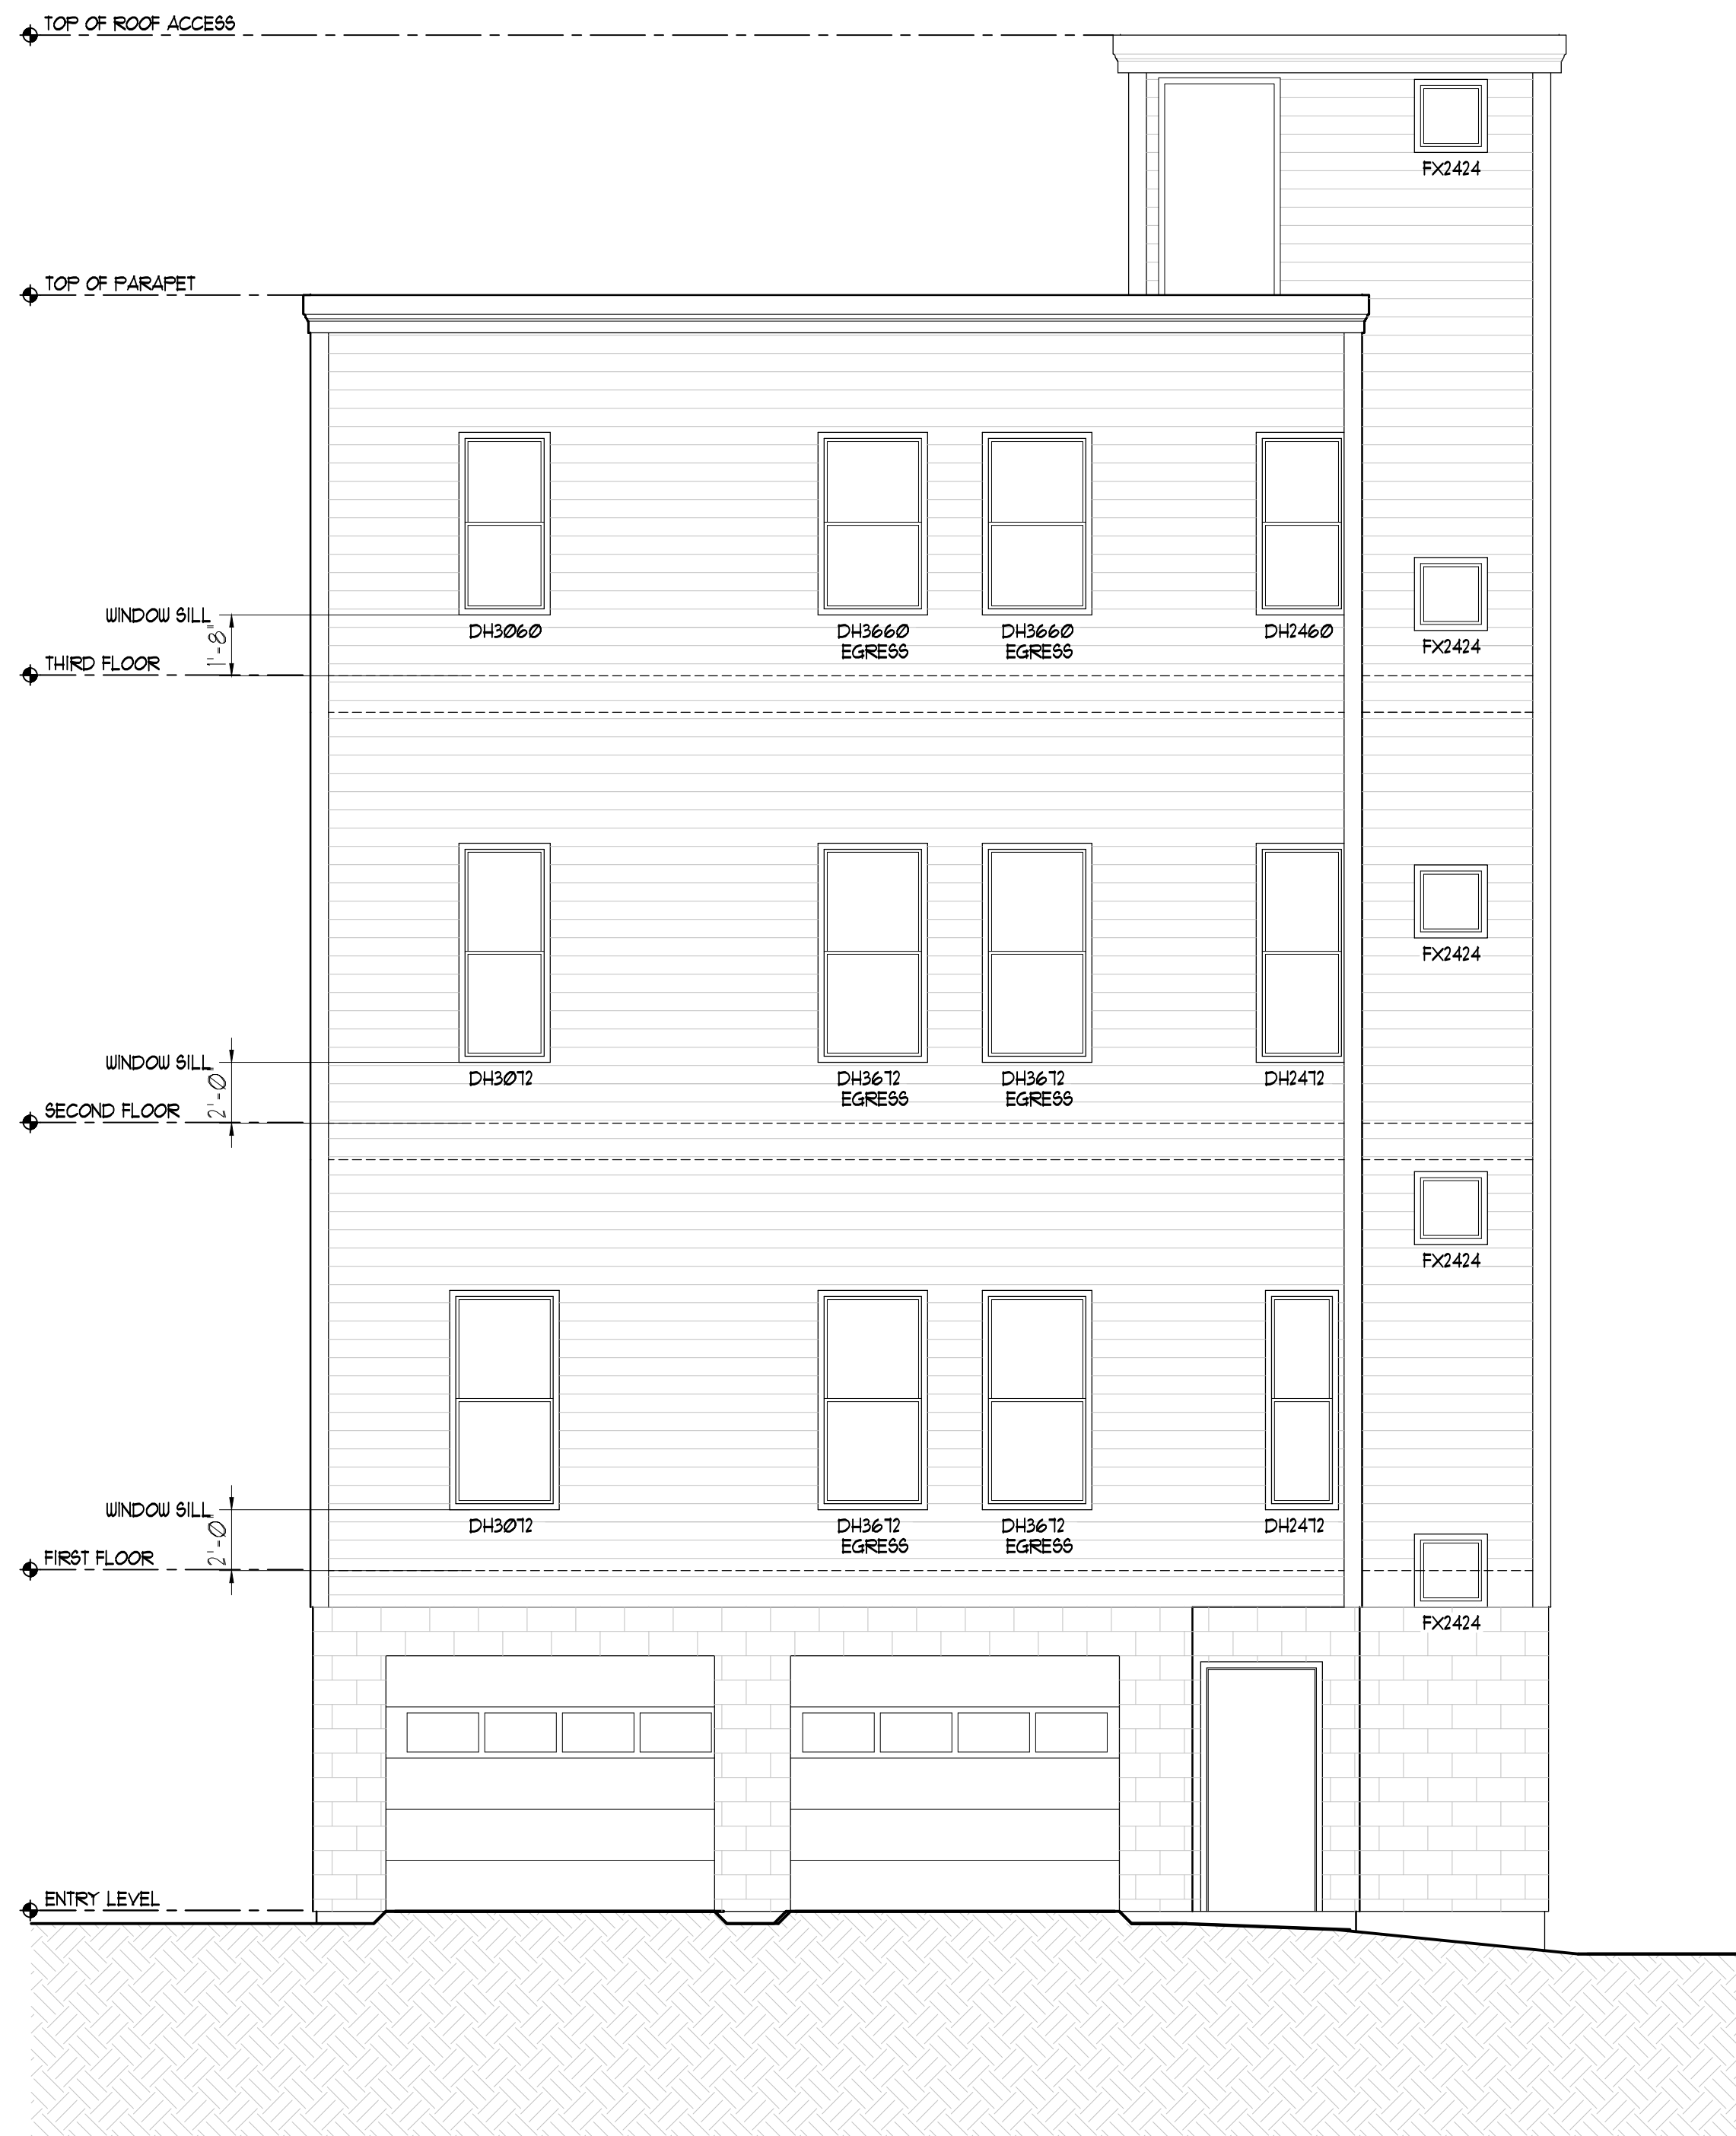 TOP OF ROOF ACCESS
FX2424
TOP OF PARAPET
WINDOW SILL
1'-8"
THIRD FLOOR
DH3060
DH3660
EGRESS
DH3660
EGRESS
DH2460
FX2424
FX2424
WINDOW SILL
2'-0"
SECOND FLOOR
DH3072
DH3672
EGRESS
DH3672
EGRESS
DH2472
FX2424
WINDOW SILL
2'-0"
FIRST FLOOR
DH3072
DH3672
EGRESS
DH3672
EGRESS
DH2472
FX2424
ENTRY LEVEL